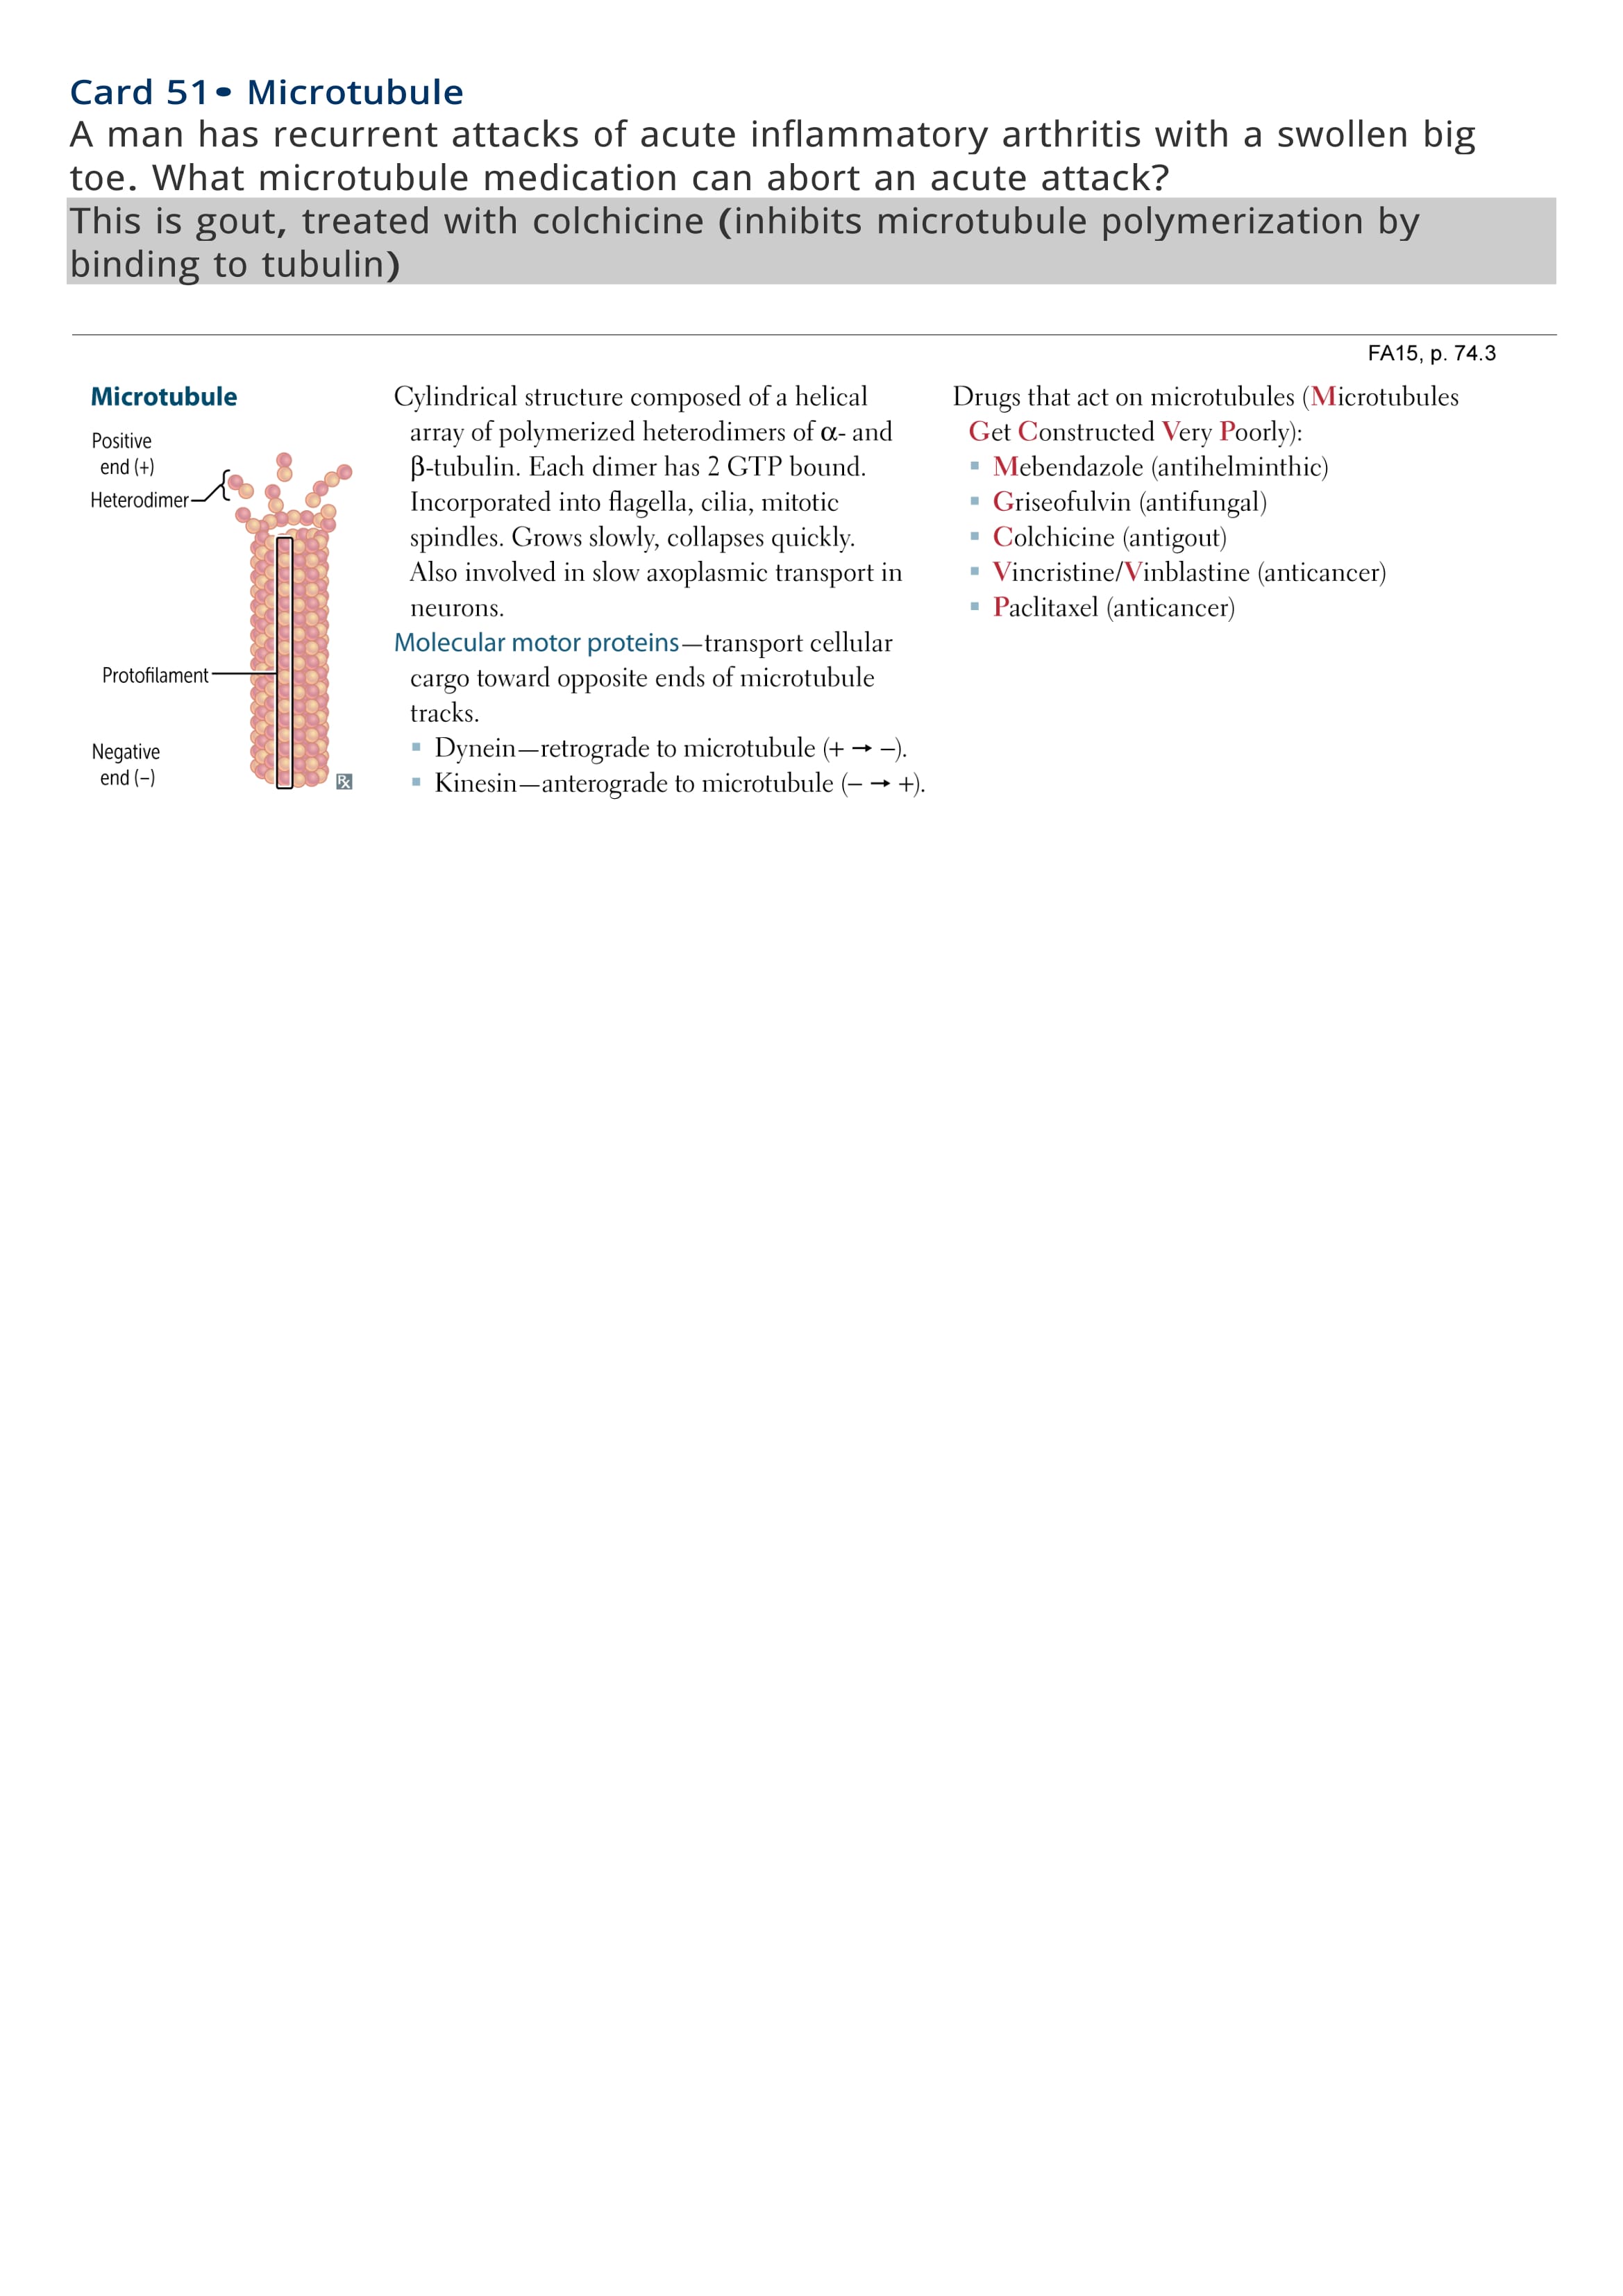 Card 51• Microtubule
A man has recurrent attacks of acute inflammatory arthritis with a swollen big
toe. What microtubule medication can abort an acute attack?
This is gout, treated with colchicine (inhibits microtubule polymerization by
binding to tubulin)
FA15, p. 74.3
Microtubule
Positive
end (+)
Heterodimer
Protofilament
Negative
end (–)
Rx
Cylindrical structure composed of a helical
array of polymerized heterodimers of α- and
β-tubulin. Each dimer has 2 GTP bound.
Incorporated into flagella, cilia, mitotic
spindles. Grows slowly, collapses quickly.
Also involved in slow axoplasmic transport in
neurons.
Molecular motor proteins—transport cellular
cargo toward opposite ends of microtubule
tracks.
▪ Dynein—retrograde to microtubule (+ → –).
▪ Kinesin—anterograde to microtubule (– → +).
Drugs that act on microtubules (Microtubules
Get Constructed Very Poorly):
▪ Mebendazole (antihelminthic)
▪ Griseofulvin (antifungal)
▪ Colchicine (antigout)
▪ Vincristine/Vinblastine (anticancer)
▪ Paclitaxel (anticancer)